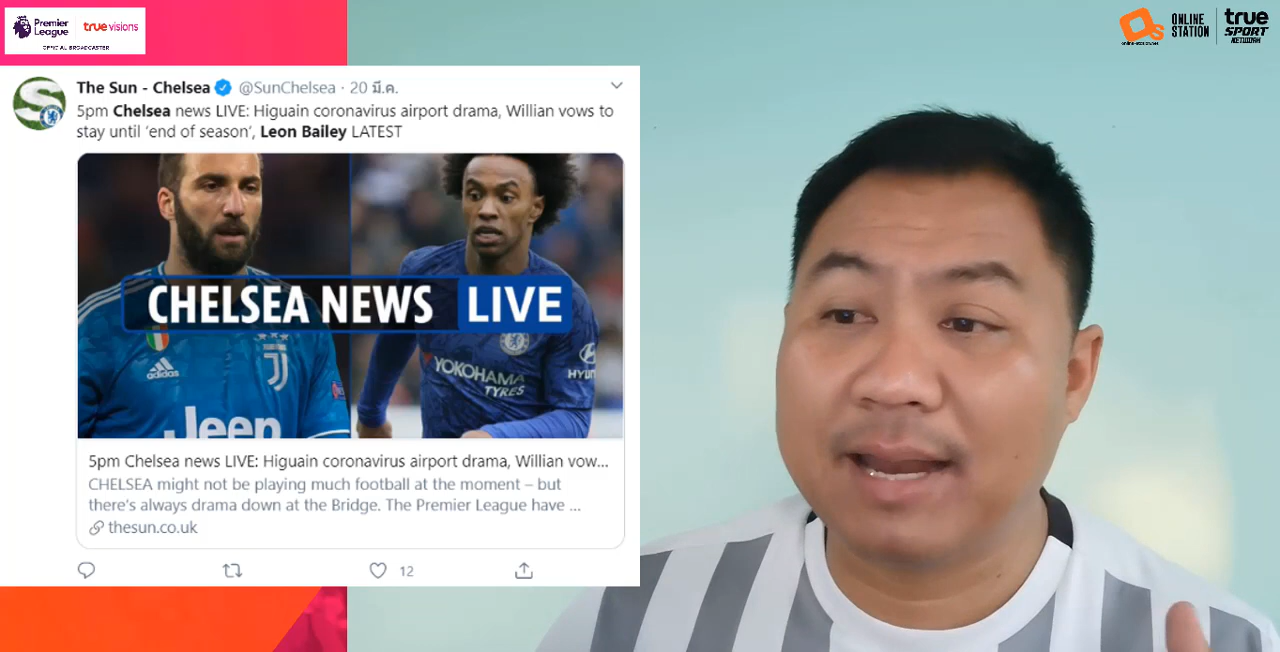 Premier League
true visions
OFFICIAL BROADCASTER
ONLINE STATION
online-station.net
true SPORT NETWORK
The Sun - Chelsea @SunChelsea · 20 มี.ค.
5pm Chelsea news LIVE: Higuain coronavirus airport drama, Willian vows to
stay until 'end of season', Leon Bailey LATEST
CHELSEA NEWS LIVE
adidas
Jeep
YOKOHAMA
TYRES
5pm Chelsea news LIVE: Higuain coronavirus airport drama, Willian vow...
CHELSEA might not be playing much football at the moment – but
there's always drama down at the Bridge. The Premier League have ...
thesun.co.uk
12